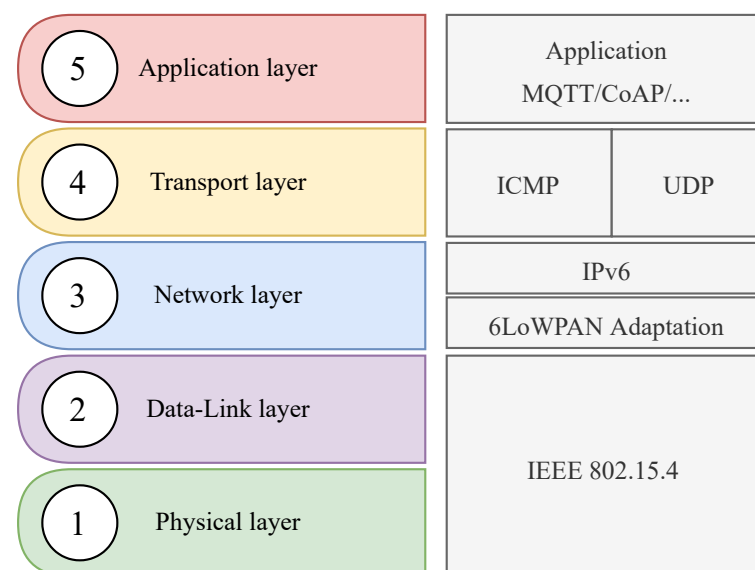 5 Application layer
Application
MQTT/CoAP/...
4 Transport layer
ICMP UDP
3 Network layer
IPv6
6LoWPAN Adaptation
2 Data-Link layer
IEEE 802.15.4
1 Physical layer